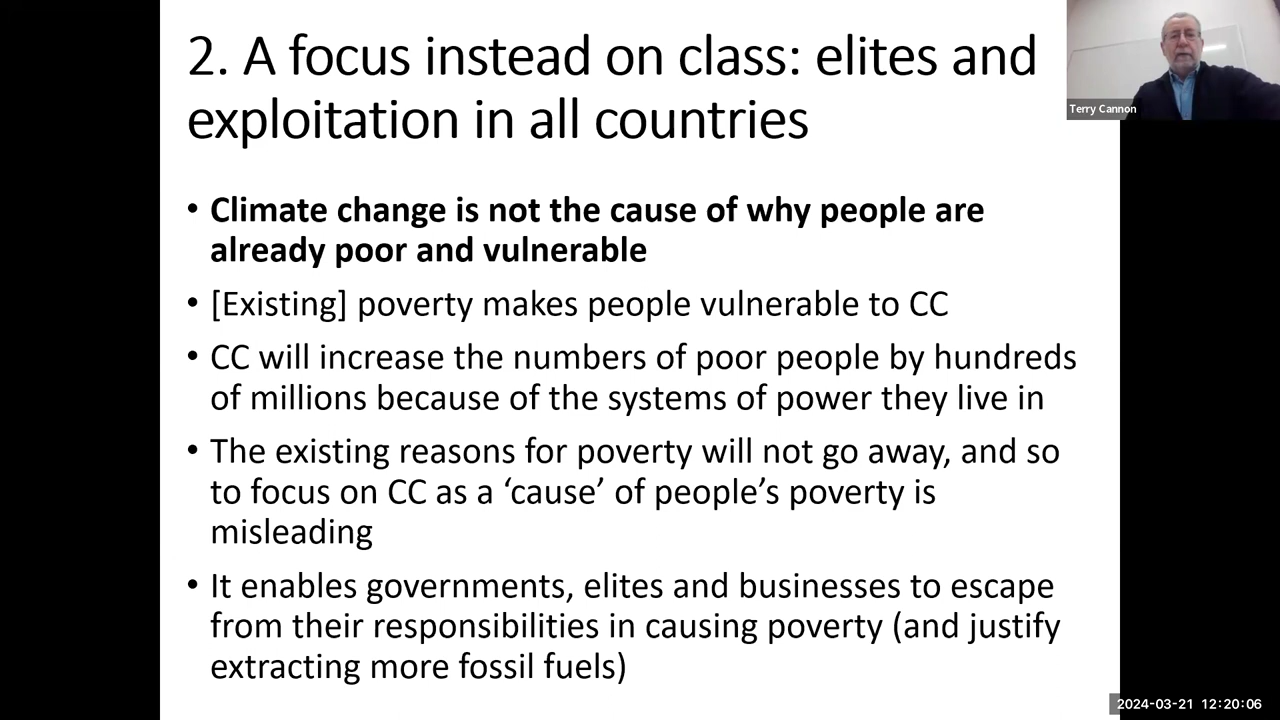 2. A focus instead on class: elites and
exploitation in all countries
• Climate change is not the cause of why people are
already poor and vulnerable
• [Existing] poverty makes people vulnerable to CC
• CC will increase the numbers of poor people by hundreds
of millions because of the systems of power they live in
• The existing reasons for poverty will not go away, and so
to focus on CC as a ‘cause’ of people’s poverty is
misleading
• It enables governments, elites and businesses to escape
from their responsibilities in causing poverty (and justify
extracting more fossil fuels)
Terry Cannon
2024-03-21 12:20:06